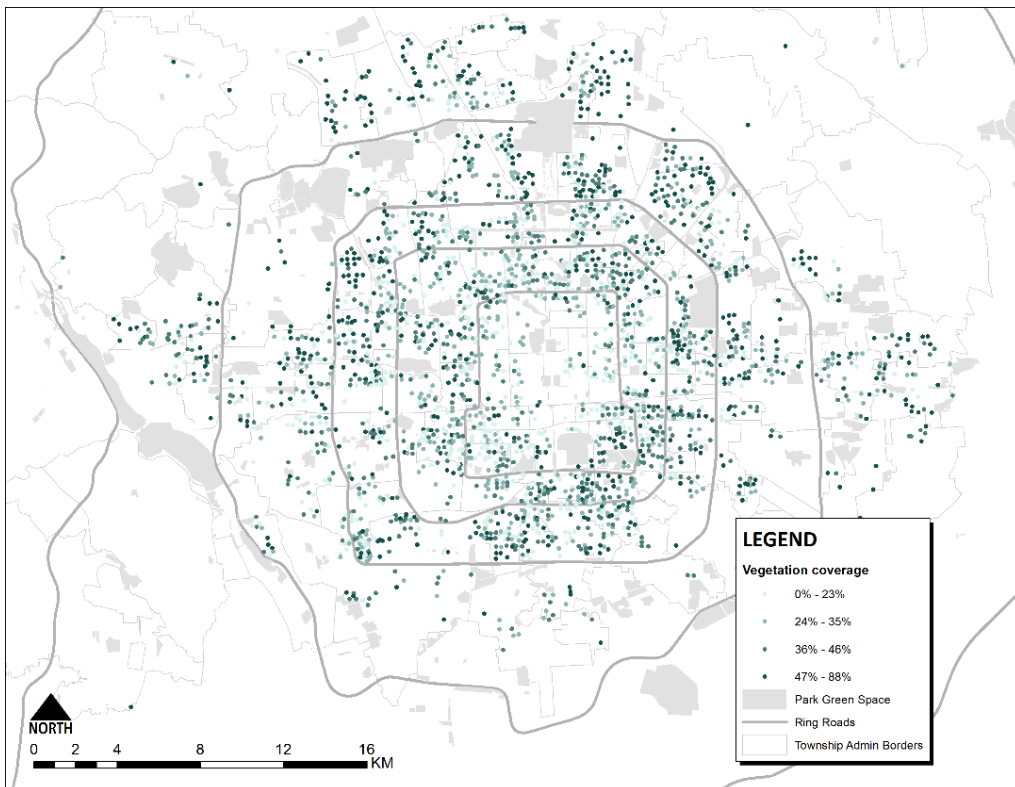 LEGEND
Vegetation coverage
0% - 23%
24% - 35%
36% - 46%
47% - 88%
Park Green Space
Ring Roads
Township Admin Borders
NORTH
0 2 4 8 12 16
KM